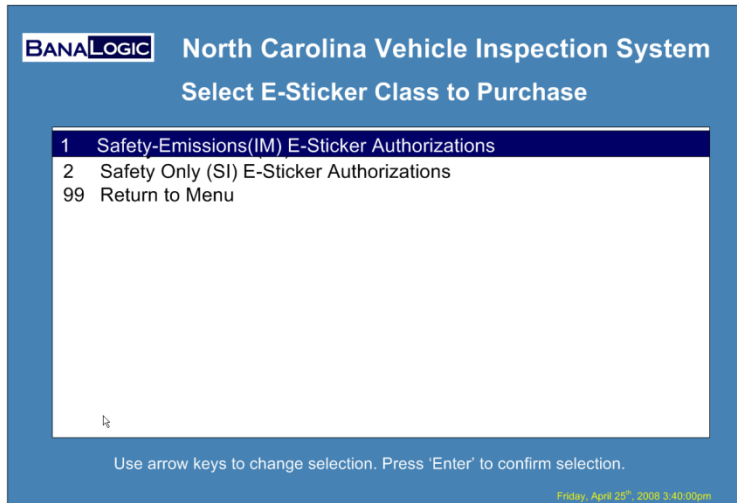 BANALOGIC North Carolina Vehicle Inspection System
Select E-Sticker Class to Purchase
1 Safety-Emissions(IM) E-Sticker Authorizations
2 Safety Only (SI) E-Sticker Authorizations
99 Return to Menu
Use arrow keys to change selection. Press ‘Enter’ to confirm selection.
Friday, April 25th, 2008 3:40:00pm